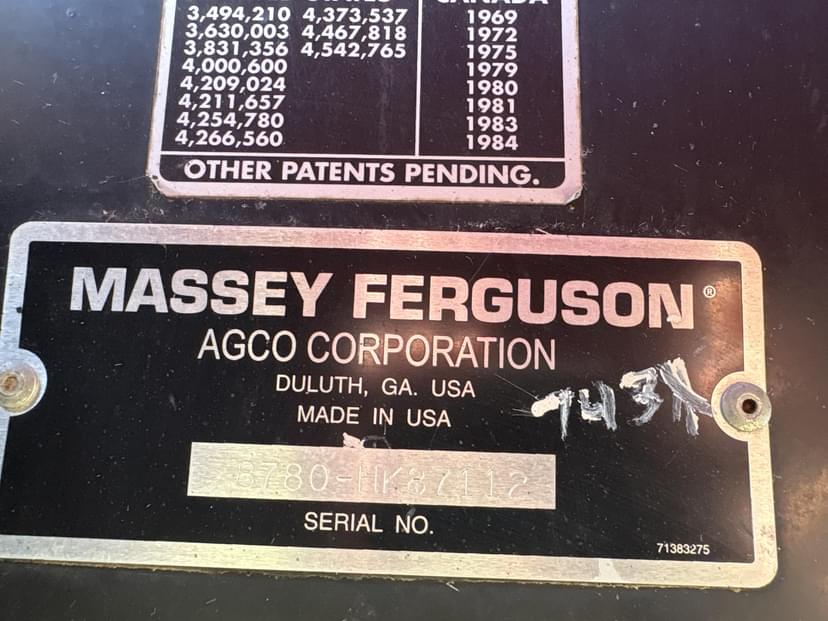 3,494,210 4,373,537 1969
3,630,003 4,467,818 1972
3,831,356 4,542,765 1975
4,000,600 1979
4,209,024 1980
4,211,657 1981
4,254,780 1983
4,266,560 1984
OTHER PATENTS PENDING.
MASSEY FERGUSON®
AGCO CORPORATION
DULUTH, GA. USA
MADE IN USA
8780-HK87112
SERIAL NO.
71383275